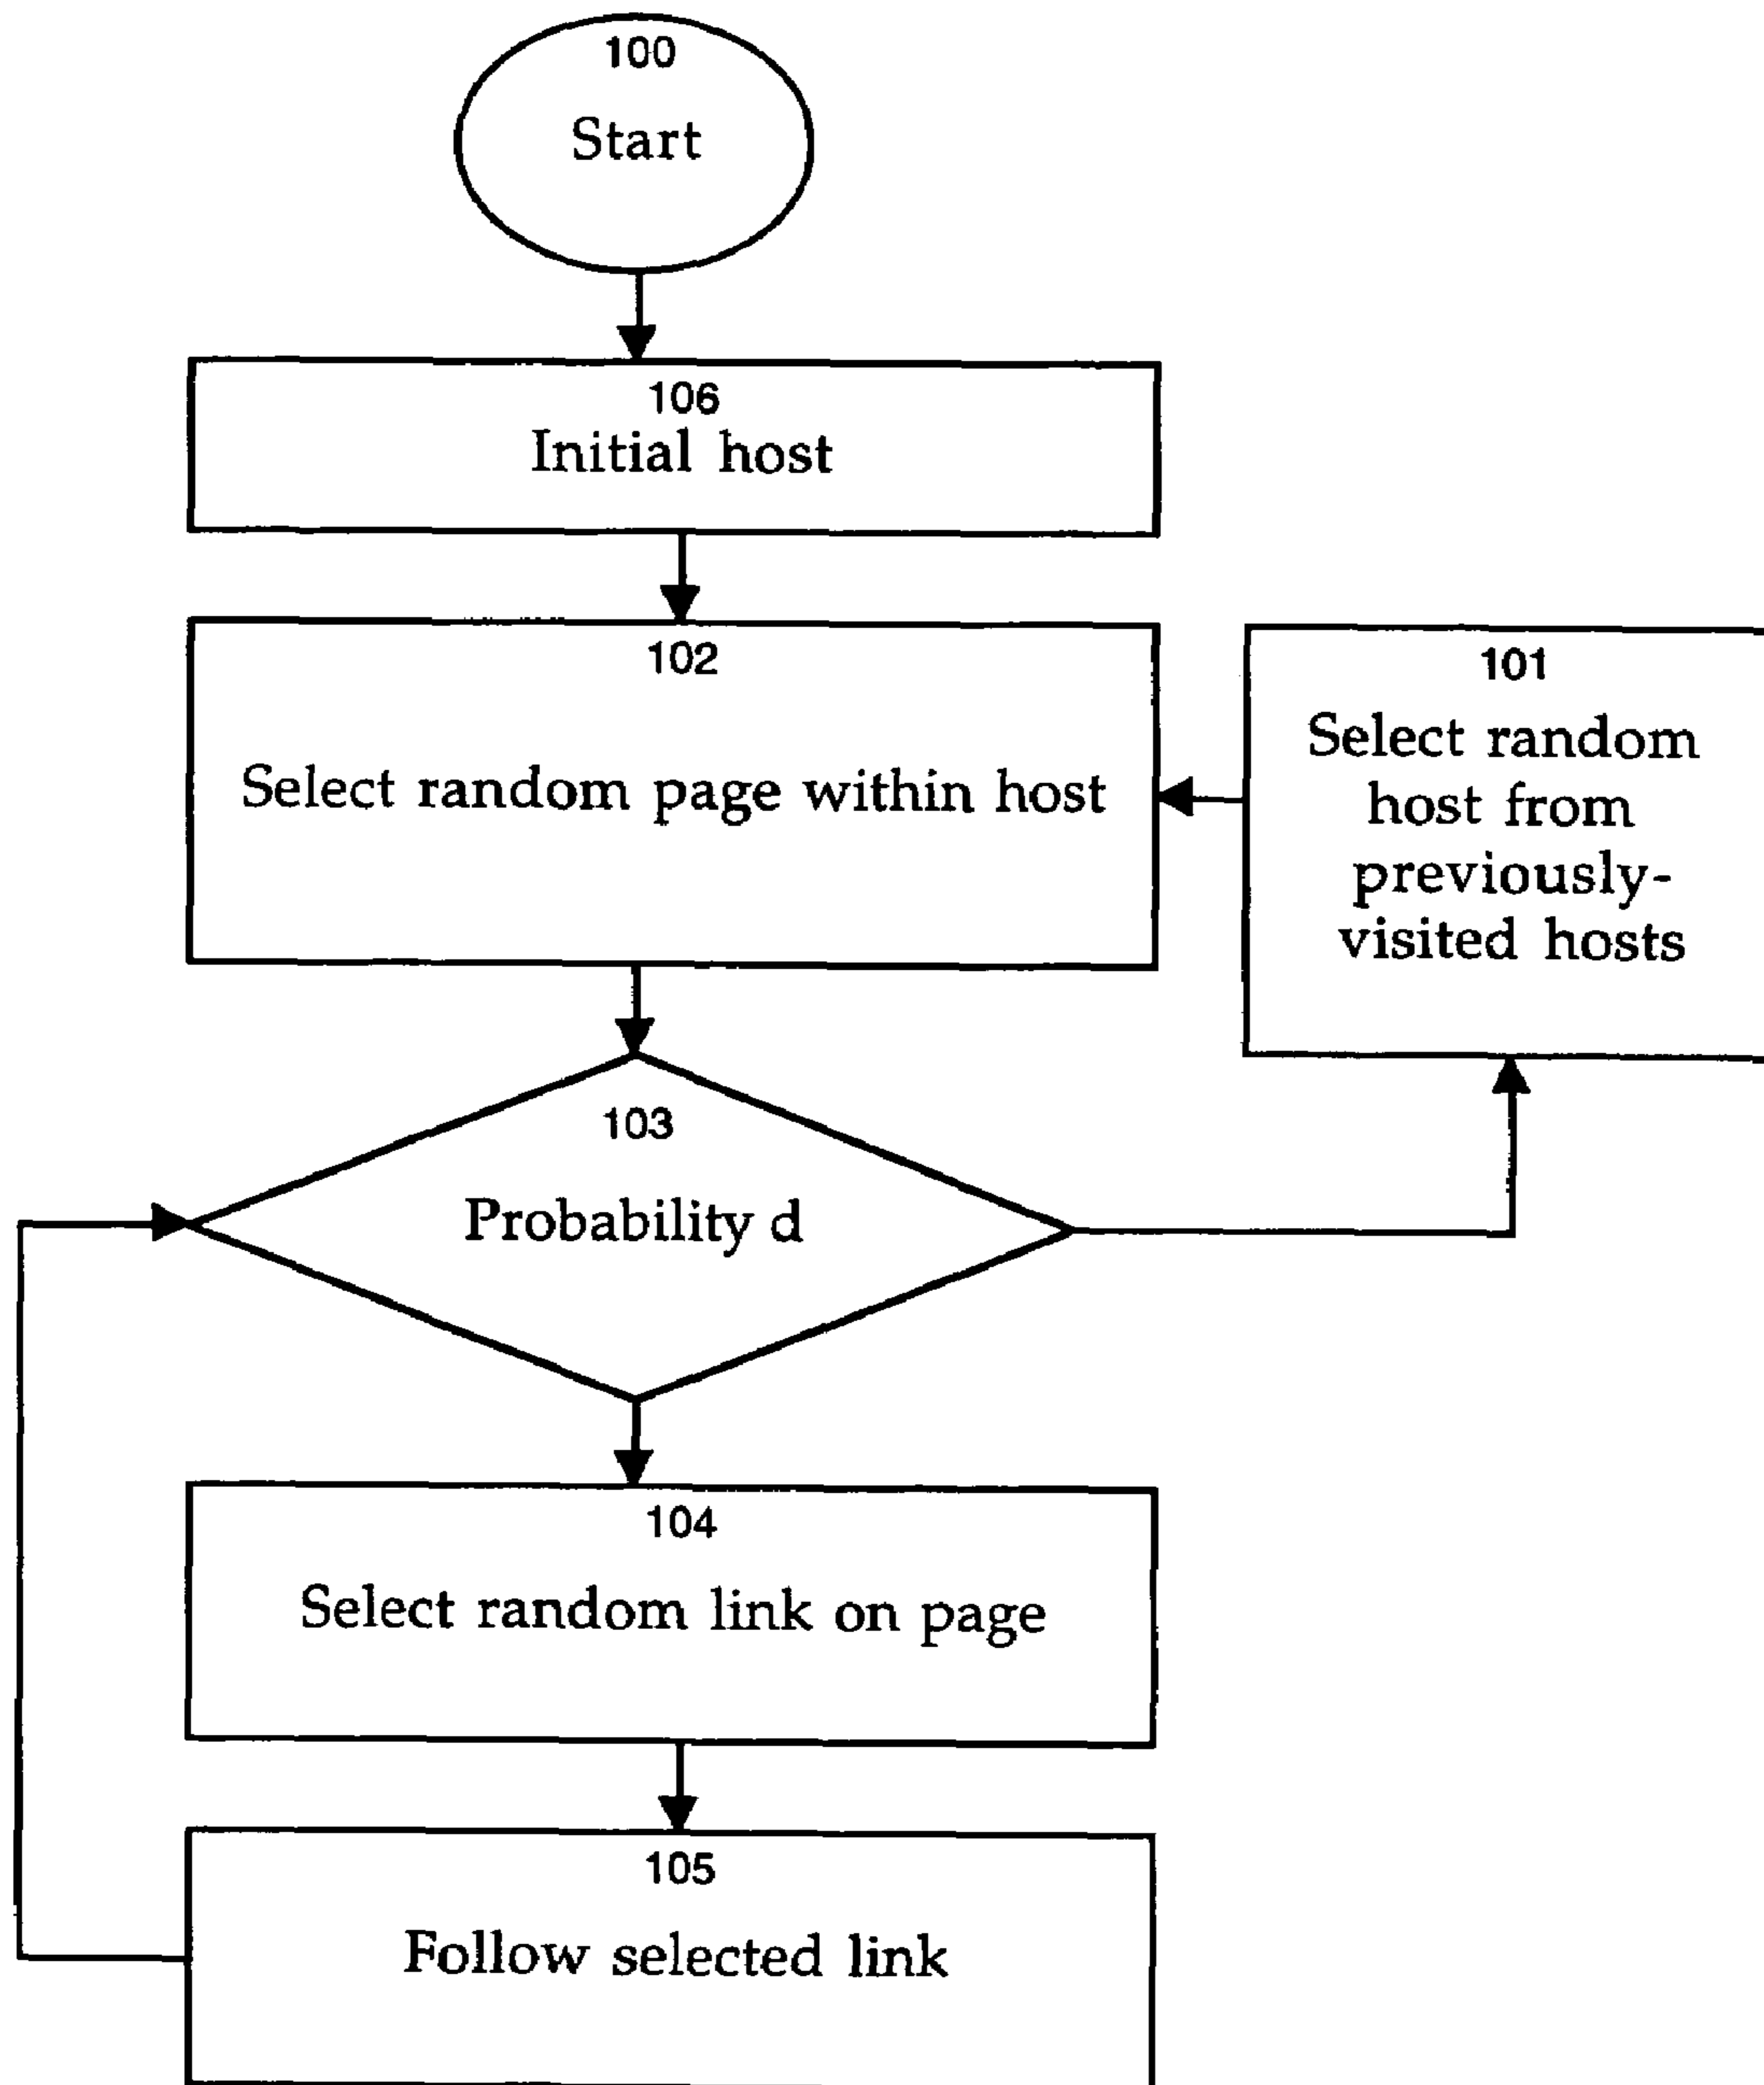 100
Start
106
Initial host
102
Select random page within host
101
Select random
host from
previously-
visited hosts
103
Probability d
104
Select random link on page
105
Follow selected link